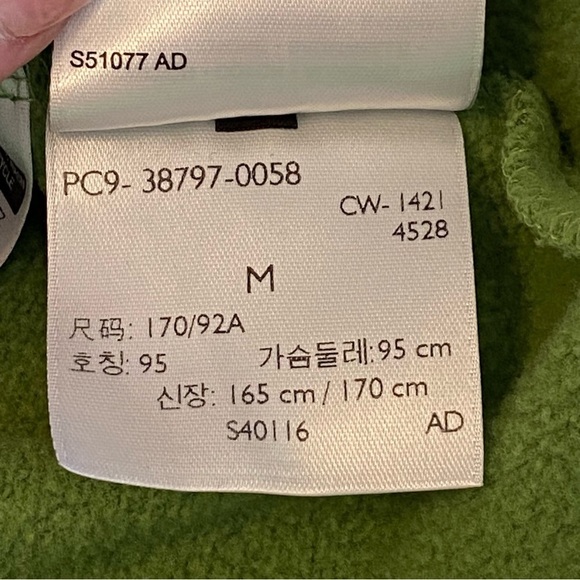 S51077 AD
PC9- 38797-0058
CW- 1421
4528
M
尺码: 170/92A
호칭: 95 가슴둘레:95 cm
신장: 165 cm / 170 cm
S40116 AD